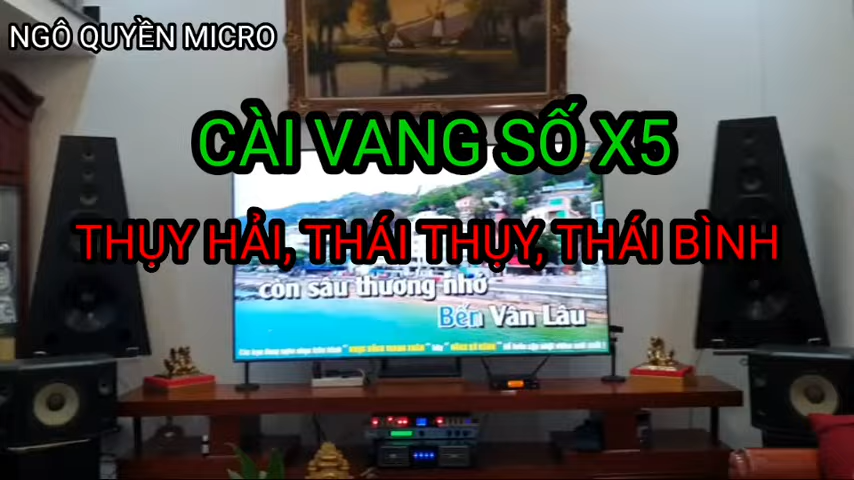 NGÔ QUYỀN MICRO
CÀI VANG SỐ X5
THỤY HẢI, THÁI THỤY, THÁI BÌNH
còn sầu thương nhớ
Bến Vân Lâu